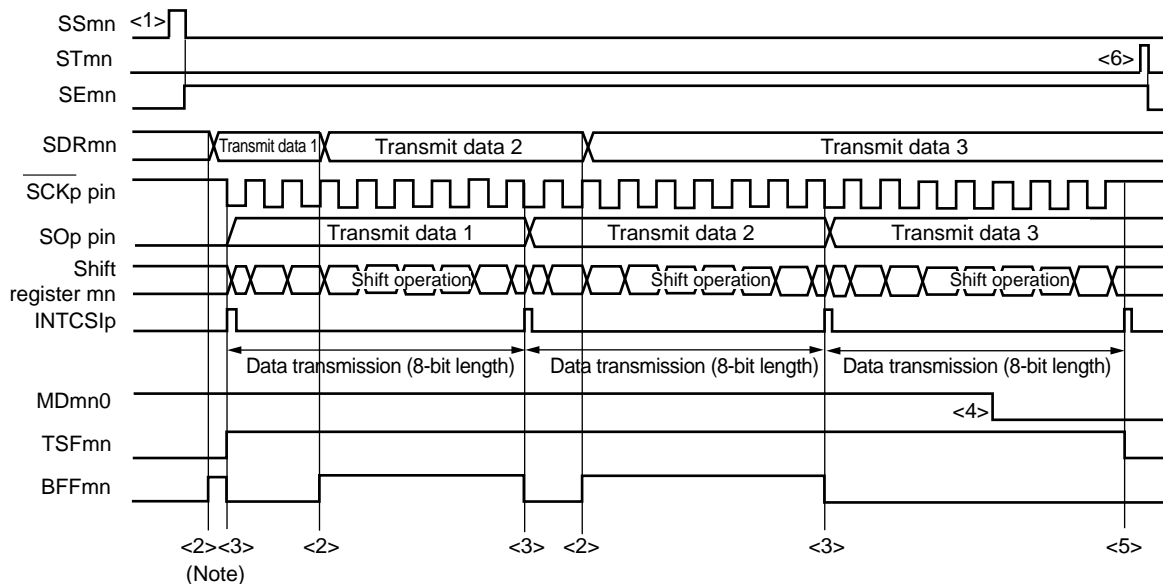 <1>
SSmn
STmn
<6>
SEmn
SDRmn
Transmit data 1
Transmit data 2
Transmit data 3
SCKp pin
SOp pin
Transmit data 1
Transmit data 2
Transmit data 3
Shift
register mn
Shift operation
Shift operation
Shift operation
INTCSIp
Data transmission (8-bit length)
Data transmission (8-bit length)
Data transmission (8-bit length)
MDmn0
<4>
TSFmn
BFFmn
<2>
<3>
<2>
<3>
<2>
<3>
<5>
(Note)